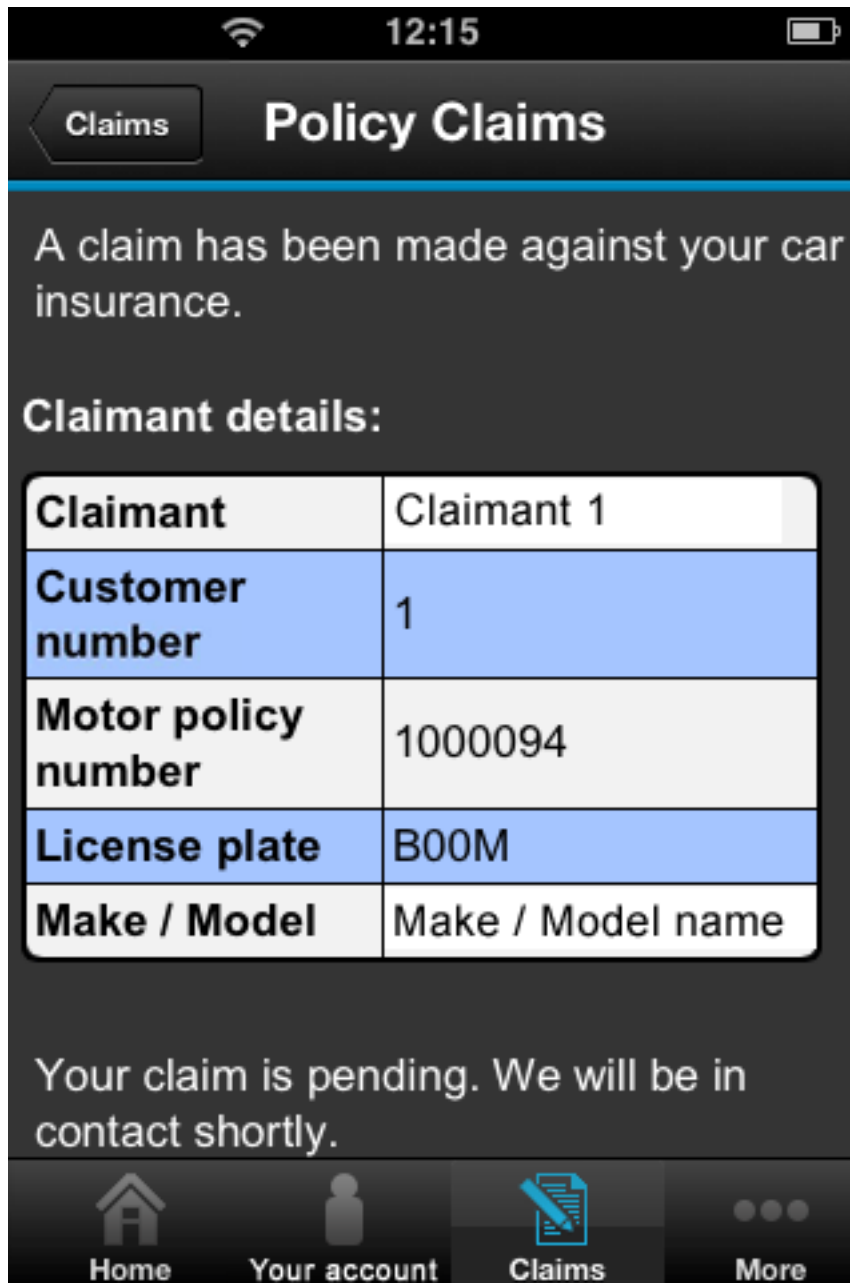 12:15
Claims
Policy Claims
A claim has been made against your car
insurance.
Claimant details:
Claimant
Claimant 1
Customer
number
1
Motor policy
number
1000094
License plate
B00M
Make / Model
Make / Model name
Your claim is pending. We will be in
contact shortly.
Home
Your account
Claims
More